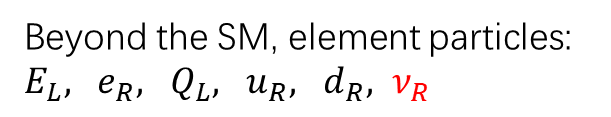 Beyond the SM, element particles:
E_L, e_R, Q_L, u_R, d_R, ν_R